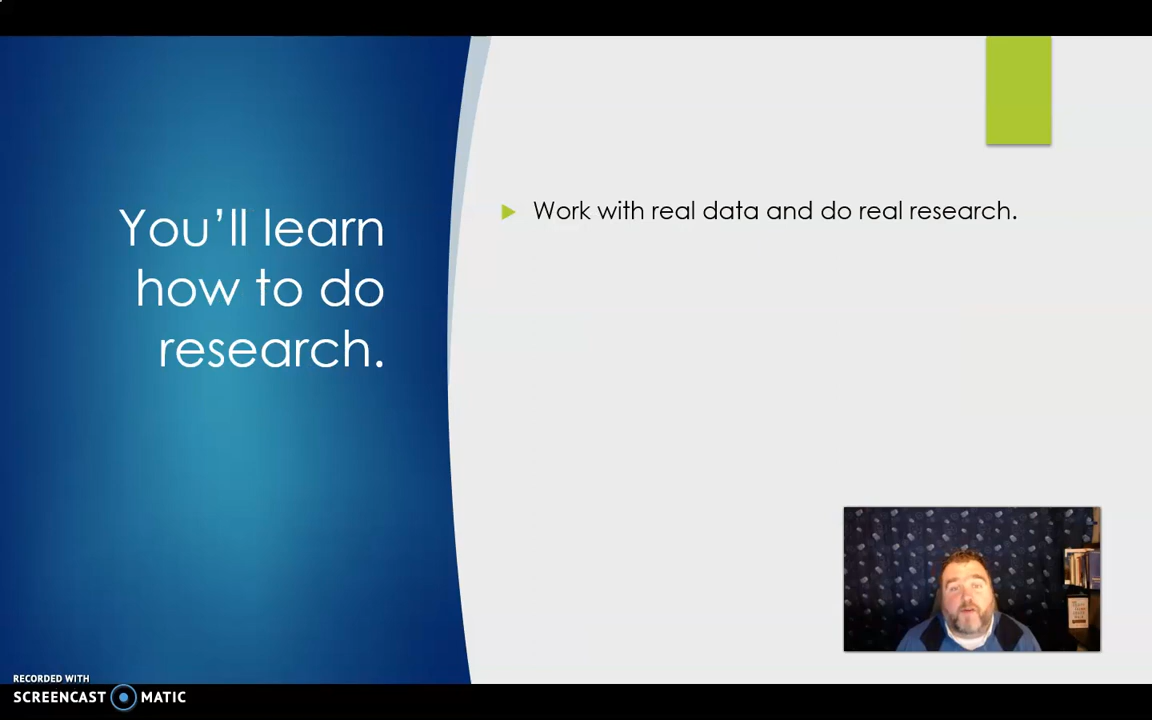 You’ll learn
how to do
research.
Work with real data and do real research.
RECORDED WITH
SCREENCAST MATIC